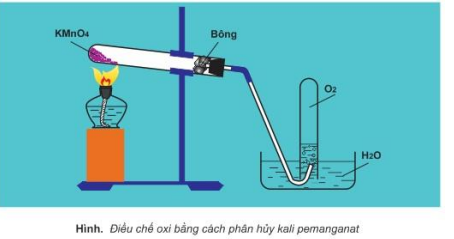 KMnO₄
Bông
O₂
H₂O
Hình. Điều chế oxi bằng cách phân hủy kali pemanganat